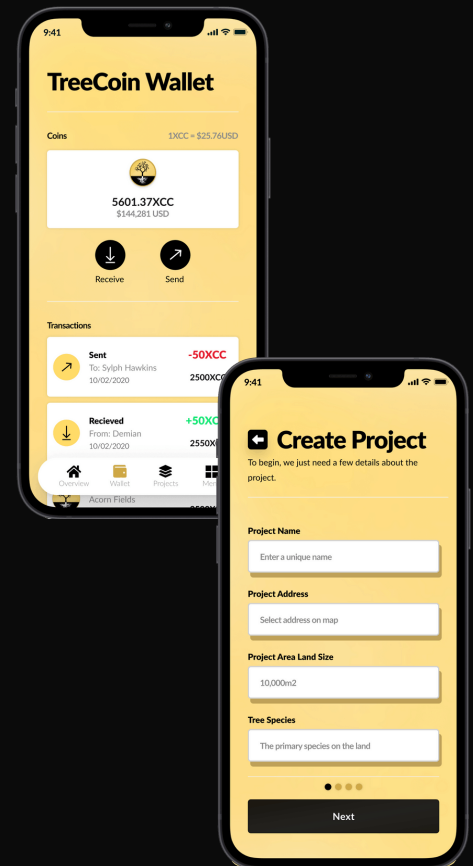 9:41
TreeCoin Wallet
Coins
1XCC = $25.76USD
5601.37XCC
$144,281 USD
Receive
Send
Transactions
Sent
-50XCC
To: Sylph Hawkins
10/02/2020
2500XCC
Recieved
+50XC
From: Demian
10/02/2020
2550X
Overview
Wallet
Projects
Acorn Fields
9:41
Create Project
To begin, we just need a few details about the
project.
Project Name
Enter a unique name
Project Address
Select address on map
Project Area Land Size
10,000m2
Tree Species
The primary species on the land
Next